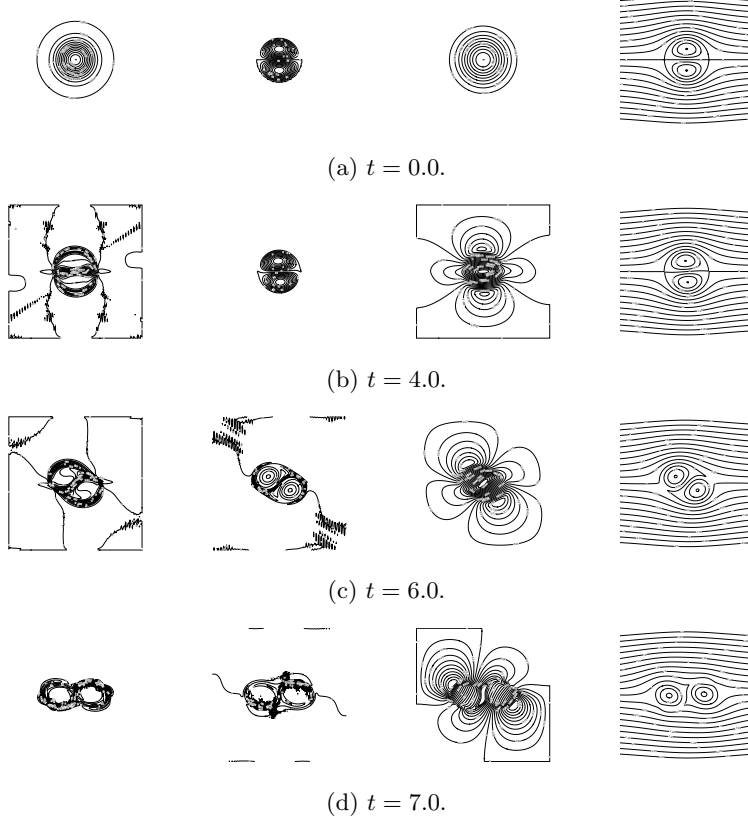 (a) t = 0.0.
(b) t = 4.0.
(c) t = 6.0.
(d) t = 7.0.